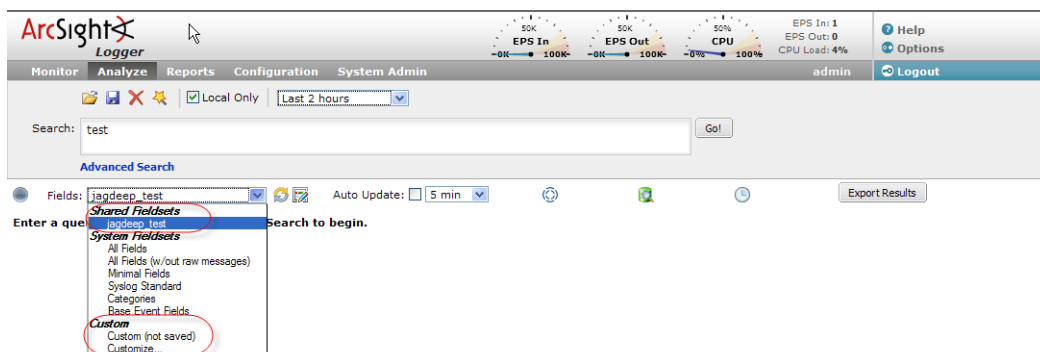 ArcSight
Logger
50K
EPS In
-0K 100K-
50K
EPS Out
-0K 100K-
50%
CPU
-0% 100%
EPS In: 1
EPS Out: 0
CPU Load: 4%
Help
Options
Monitor Analyze Reports Configuration System Admin admin Logout
Local Only Last 2 hours
Search: test Go!
Advanced Search
Fields: jagdeep_test Auto Update: 5 min Export Results
Enter a que Search to begin.
Shared Fieldsets
jagdeep_test
System Fieldsets
All Fields
All Fields (w/out raw messages)
Minimal Fields
Syslog Standard
Categories
Base Event Fields
Custom
Custom (not saved)
Customize...